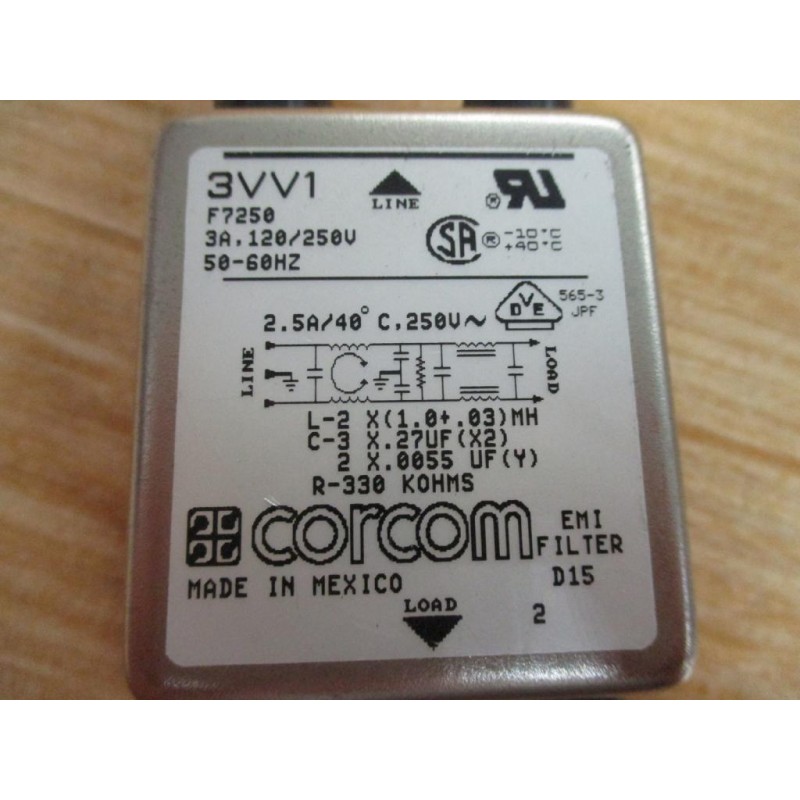 3VV1
LINE
F7250
3A, 120/250V
50-60HZ
SA ® -10°C
+40°C
DVE
565-3
JPF
2.5A/40° C, 250V~
LINE
LOAD
L-2 X(1.0+.03)MH
C-3 X.27UF(X2)
2 X.0055 UF(Y)
R-330 KOHMS
corcom
EMI
FILTER
MADE IN MEXICO
D15
LOAD
2